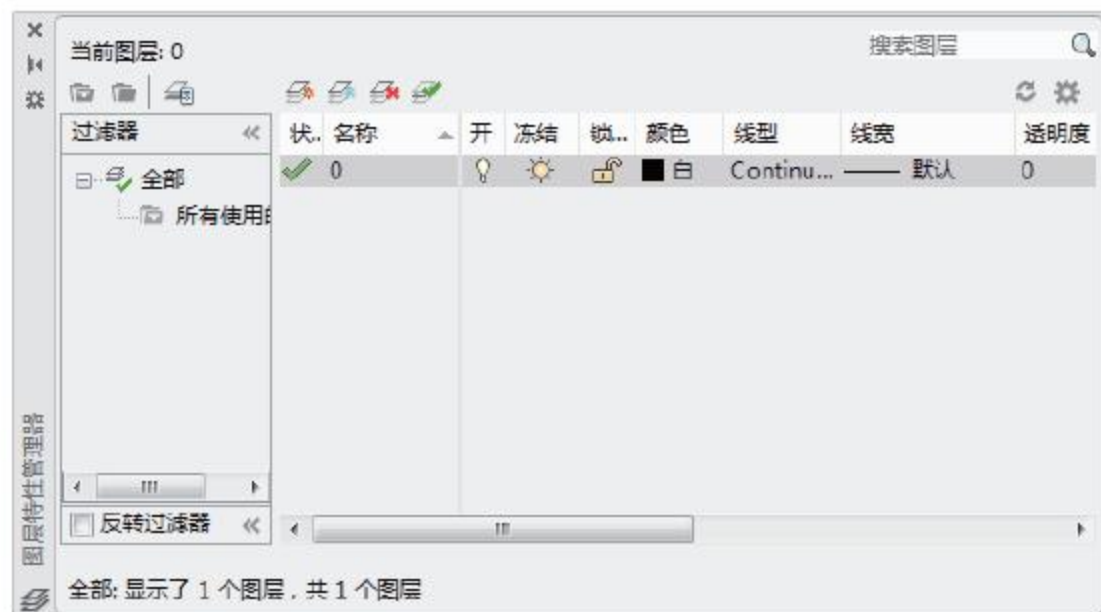 当前图层: 0
搜索图层
过滤器
状.. 名称 开 冻结 锁... 颜色 线型 线宽 透明度
全部
0 白 Continu... 默认 0
所有使用的
反转过滤器
图层特性管理器
全部: 显示了 1 个图层 , 共 1 个图层